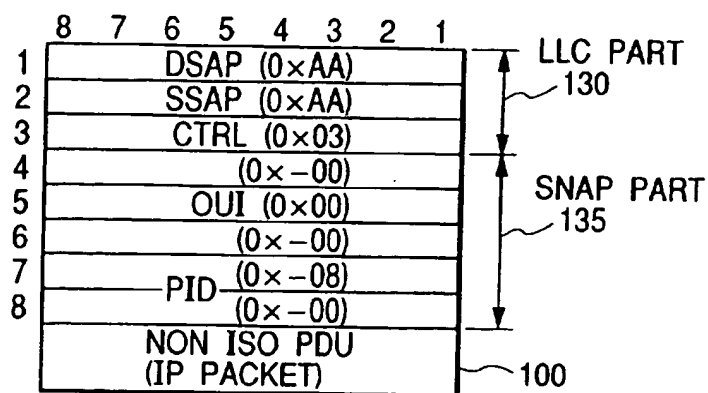 8 7 6 5 4 3 2 1
1 DSAP (0×AA)
2 SSAP (0×AA)
3 CTRL (0×03)
4 (0×-00)
5 OUI (0×00)
6 (0×-00)
7 (0×-08)
PID
8 (0×-00)
NON ISO PDU
(IP PACKET)
LLC PART
130
SNAP PART
135
100